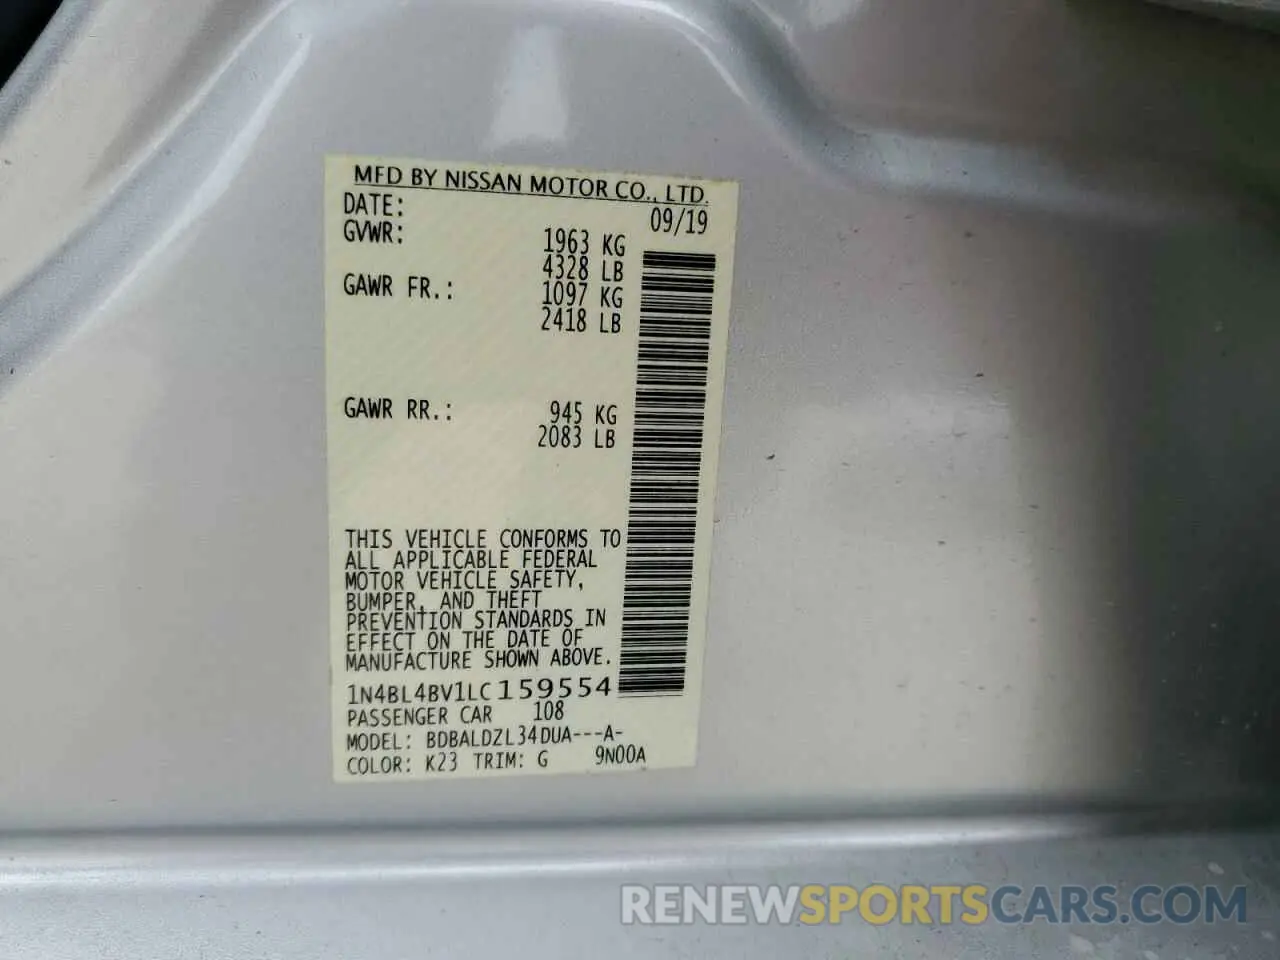 MFD BY NISSAN MOTOR CO., LTD.
DATE: 09/19
GVWR: 1963 KG
4328 LB
GAWR FR.: 1097 KG
2418 LB
GAWR RR.: 945 KG
2083 LB
THIS VEHICLE CONFORMS TO
ALL APPLICABLE FEDERAL
MOTOR VEHICLE SAFETY,
BUMPER, AND THEFT
PREVENTION STANDARDS IN
EFFECT ON THE DATE OF
MANUFACTURE SHOWN ABOVE.
1N4BL4BV1LC159554
PASSENGER CAR 108
MODEL: BDBALDZL34DUA---A-
COLOR: K23 TRIM: G 9N00A
RENEWSPORTSCARS.COM